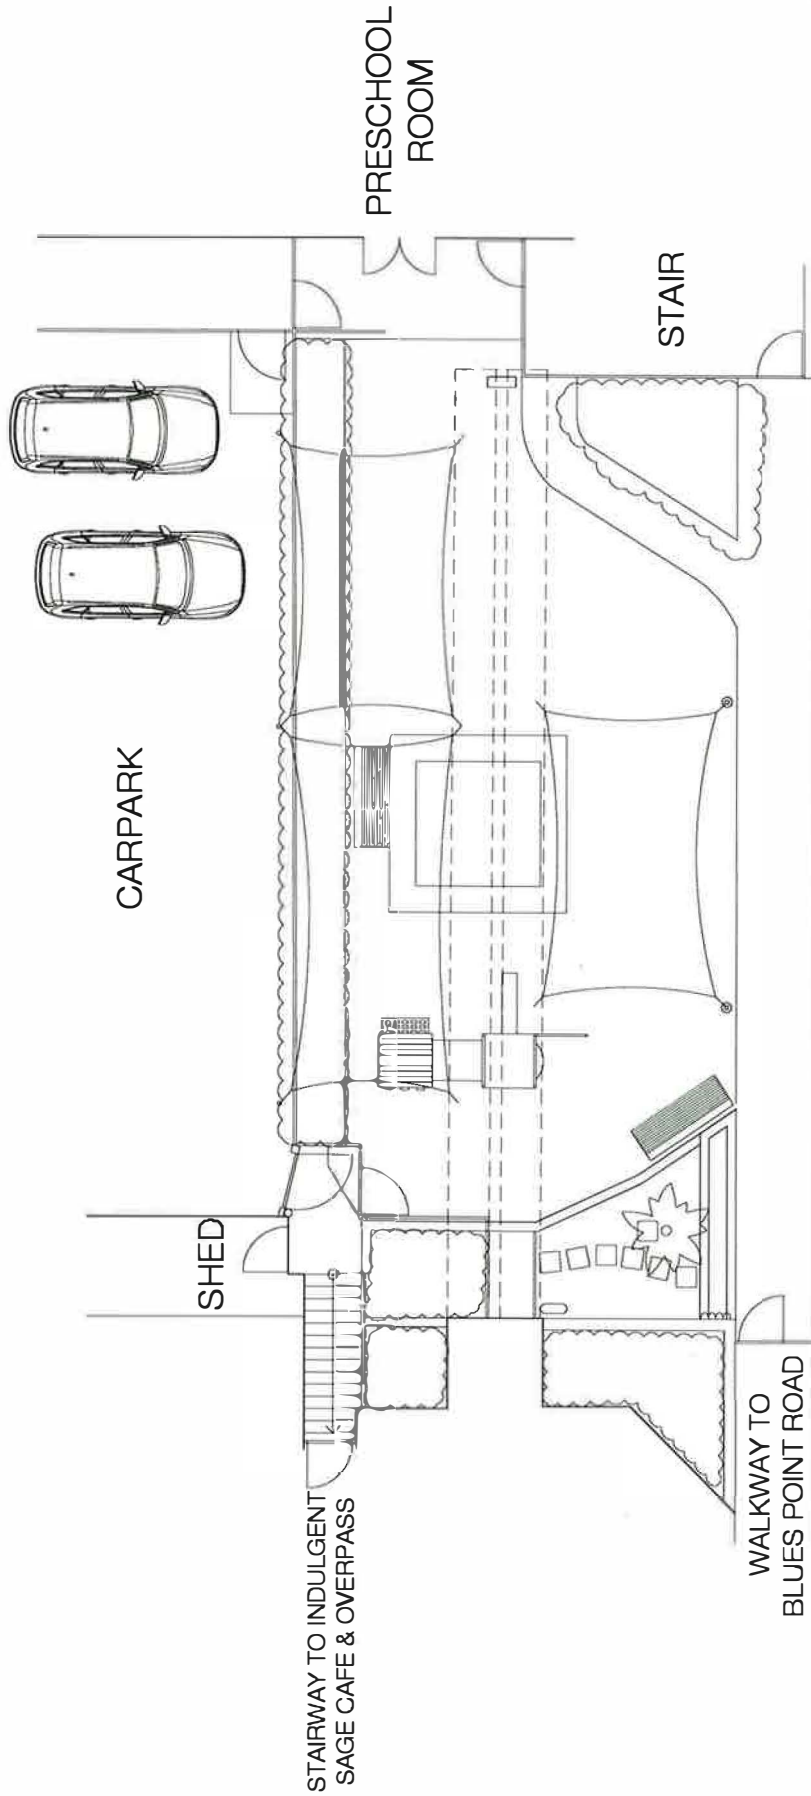 PRESCHOOL
ROOM
CARPARK
STAIR
SHED
STAIRWAY TO INDULGENT
SAGE CAFE & OVERPASS
WALKWAY TO
BLUES POINT ROAD